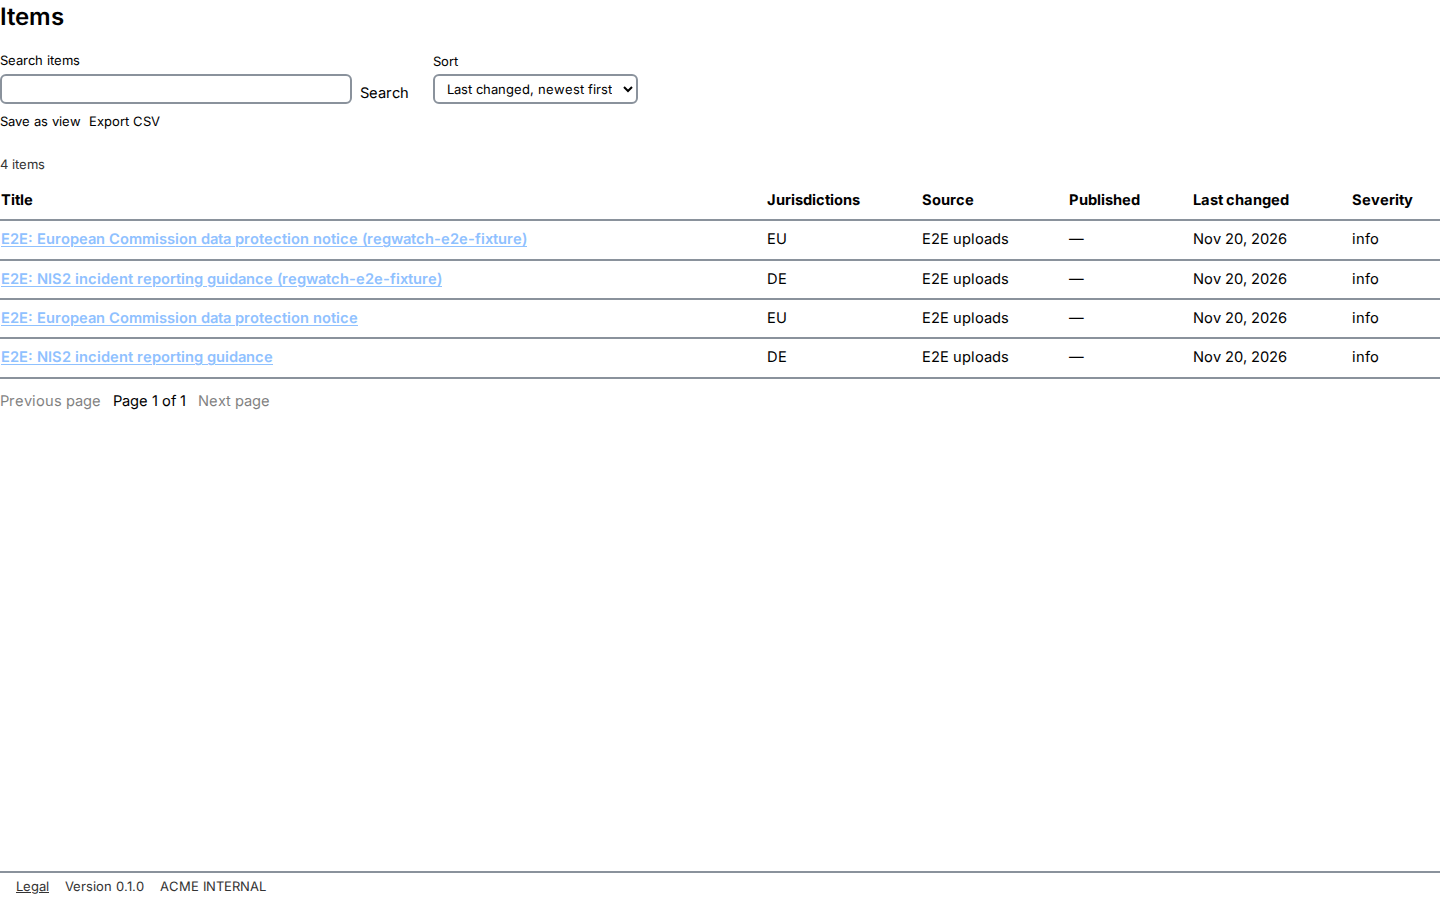 Items
Search items
Sort
Search
Last changed, newest first
Save as view Export CSV
4 items
Title Jurisdictions Source Published Last changed Severity
E2E: European Commission data protection notice (regwatch-e2e-fixture) EU E2E uploads — Nov 20, 2026 info
E2E: NIS2 incident reporting guidance (regwatch-e2e-fixture) DE E2E uploads — Nov 20, 2026 info
E2E: European Commission data protection notice EU E2E uploads — Nov 20, 2026 info
E2E: NIS2 incident reporting guidance DE E2E uploads — Nov 20, 2026 info
Previous page Page 1 of 1 Next page
Legal Version 0.1.0 ACME INTERNAL